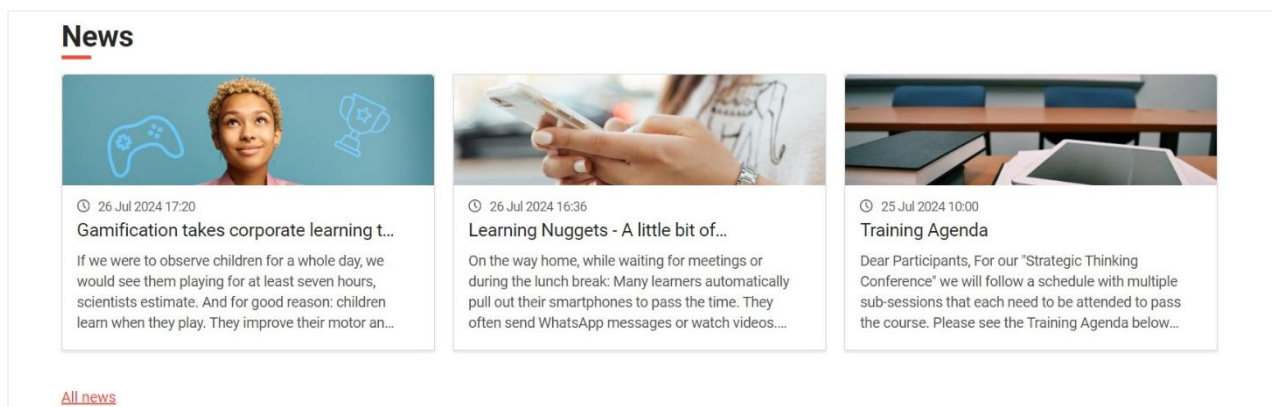 News
26 Jul 2024 17:20
Gamification takes corporate learning t...
If we were to observe children for a whole day, we
would see them playing for at least seven hours,
scientists estimate. And for good reason: children
learn when they play. They improve their motor an...
26 Jul 2024 16:36
Learning Nuggets - A little bit of...
On the way home, while waiting for meetings or
during the lunch break: Many learners automatically
pull out their smartphones to pass the time. They
often send WhatsApp messages or watch videos....
25 Jul 2024 10:00
Training Agenda
Dear Participants, For our "Strategic Thinking
Conference" we will follow a schedule with multiple
sub-sessions that each need to be attended to pass
the course. Please see the Training Agenda below...
All news